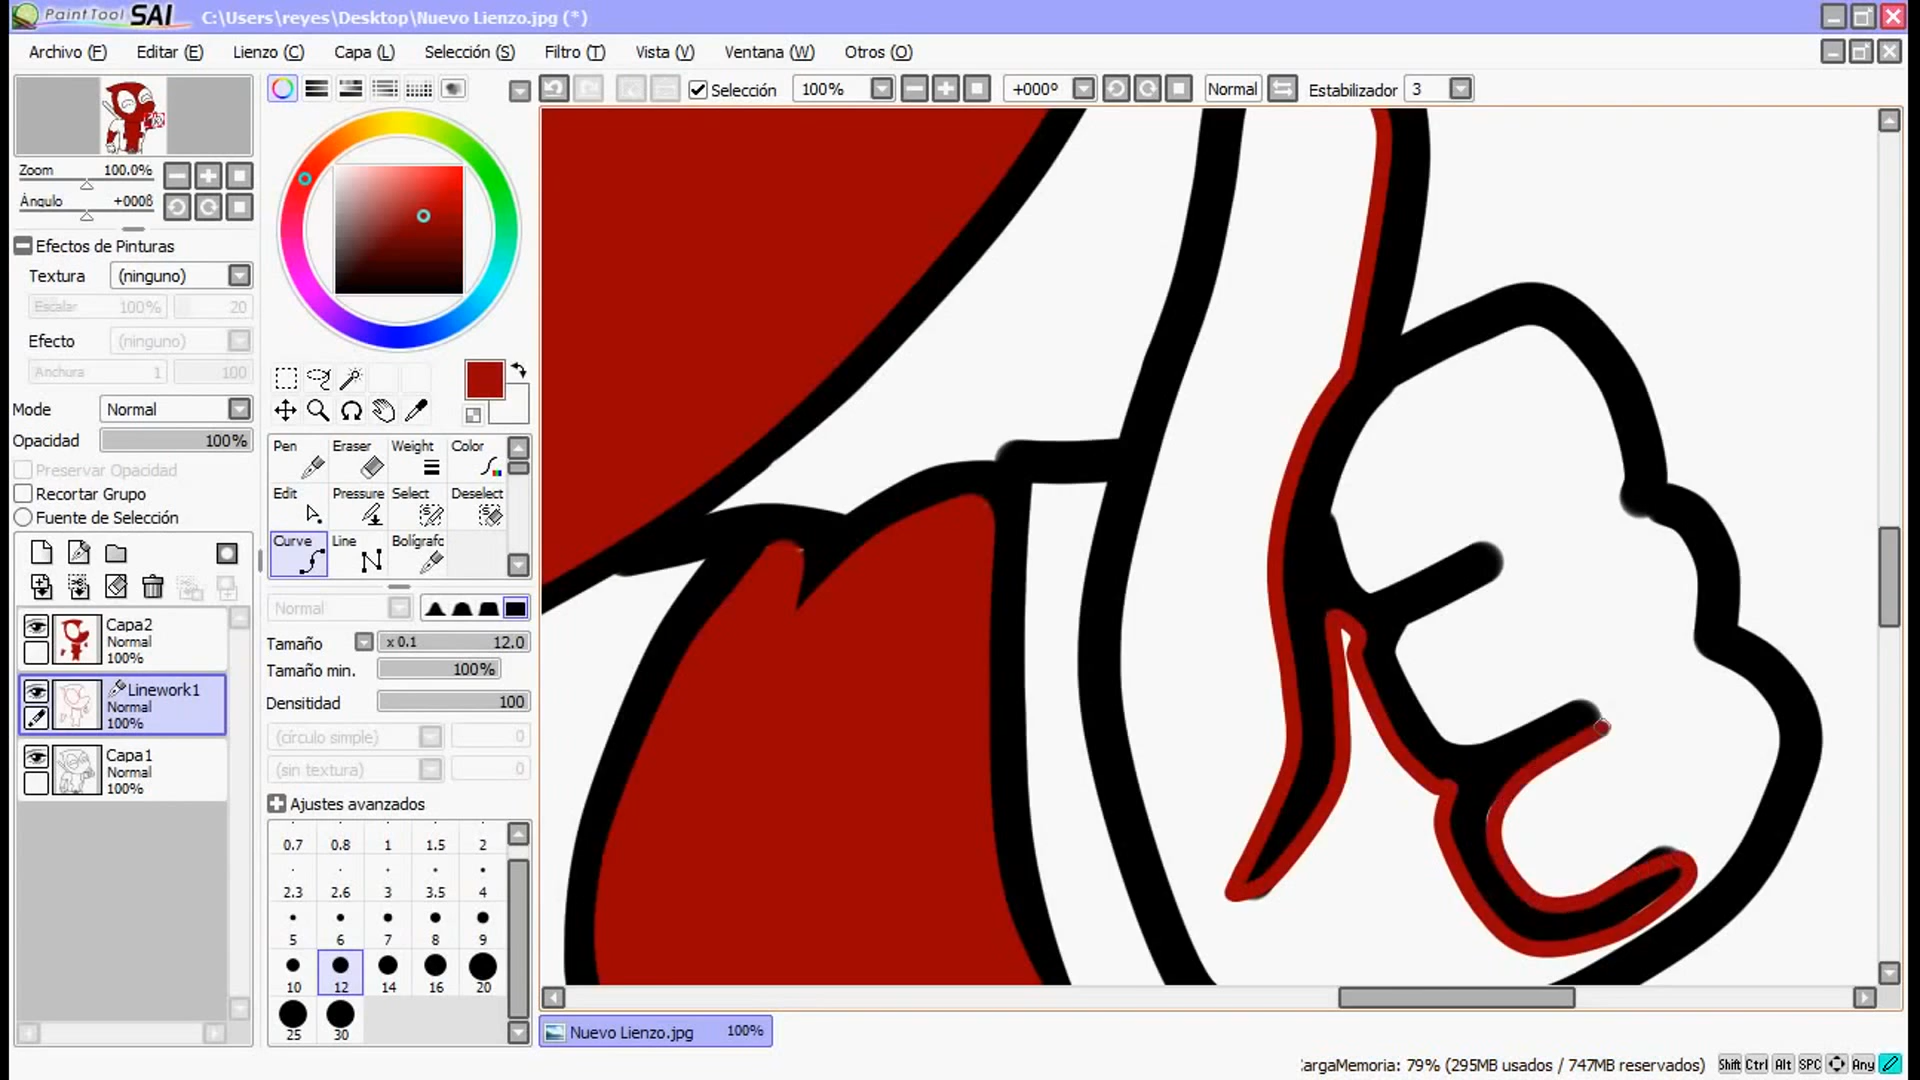 PaintTool SAI C:\Users\reyes\Desktop\Nuevo Lienzo.jpg (*)
Archivo (F) Editar (E) Lienzo (C) Capa (L) Selección (S) Filtro (T) Vista (V) Ventana (W) Otros (O)
Selección 100% +000º Normal Estabilizador 3
Zoom 100.0%
Ángulo +000ß
Efectos de Pinturas
Textura (ninguno)
Escalar 100% 20
Efecto (ninguno)
Anchura 1 100
Mode Normal
Opacidad 100%
Preservar Opacidad
Recortar Grupo
Fuente de Selección
Capa2
Normal
100%
Linework1
Normal
100%
Capa1
Normal
100%
Pen Eraser Weight Color
Edit Pressure Select Deselect
Curve Line Bolígrafc
Normal
Tamaño x 0.1 12.0
Tamaño min. 100%
Densitidad 100
(círculo simple) 0
(sin textura) 0
Ajustes avanzados
0.7 0.8 1 1.5 2
2.3 2.6 3 3.5 4
5 6 7 8 9
10 12 14 16 20
25 30
Nuevo Lienzo.jpg 100%
argaMemoria: 79% (295MB usados / 747MB reservados) Shift Ctrl Alt SPC Any